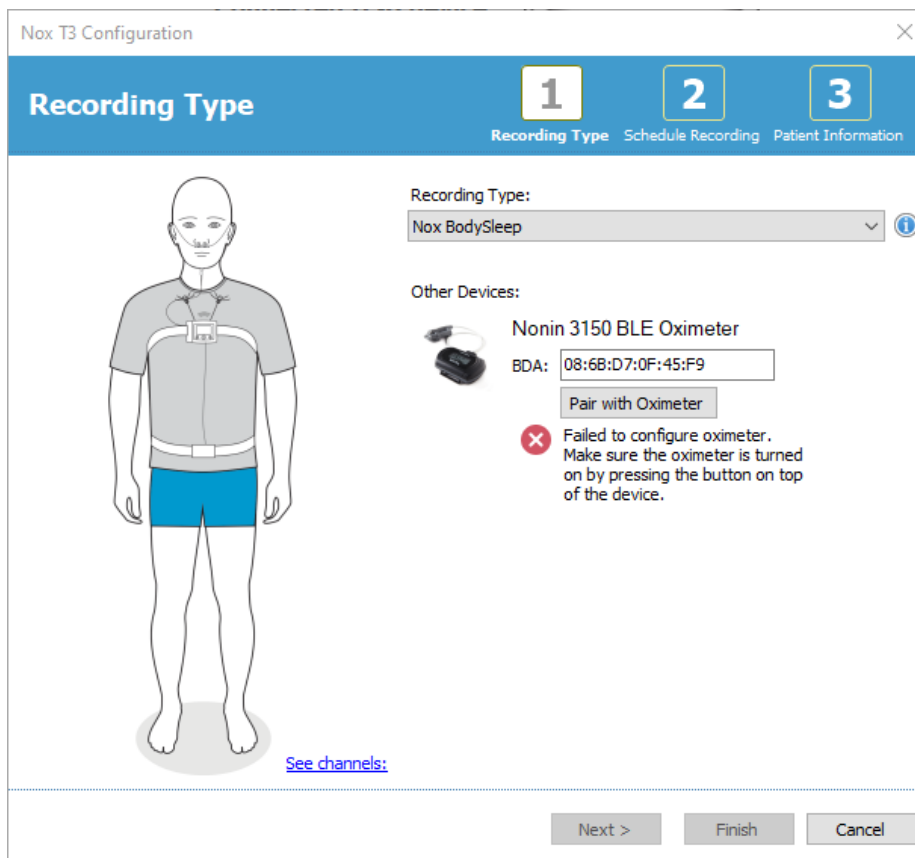 Nox T3 Configuration
Recording Type
1
Recording Type
2
Schedule Recording
3
Patient Information
Recording Type:
Nox BodySleep
Other Devices:
Nonin 3150 BLE Oximeter
BDA: 08:6B:D7:0F:45:F9
Pair with Oximeter
Failed to configure oximeter.
Make sure the oximeter is turned
on by pressing the button on top
of the device.
See channels:
Next >
Finish
Cancel